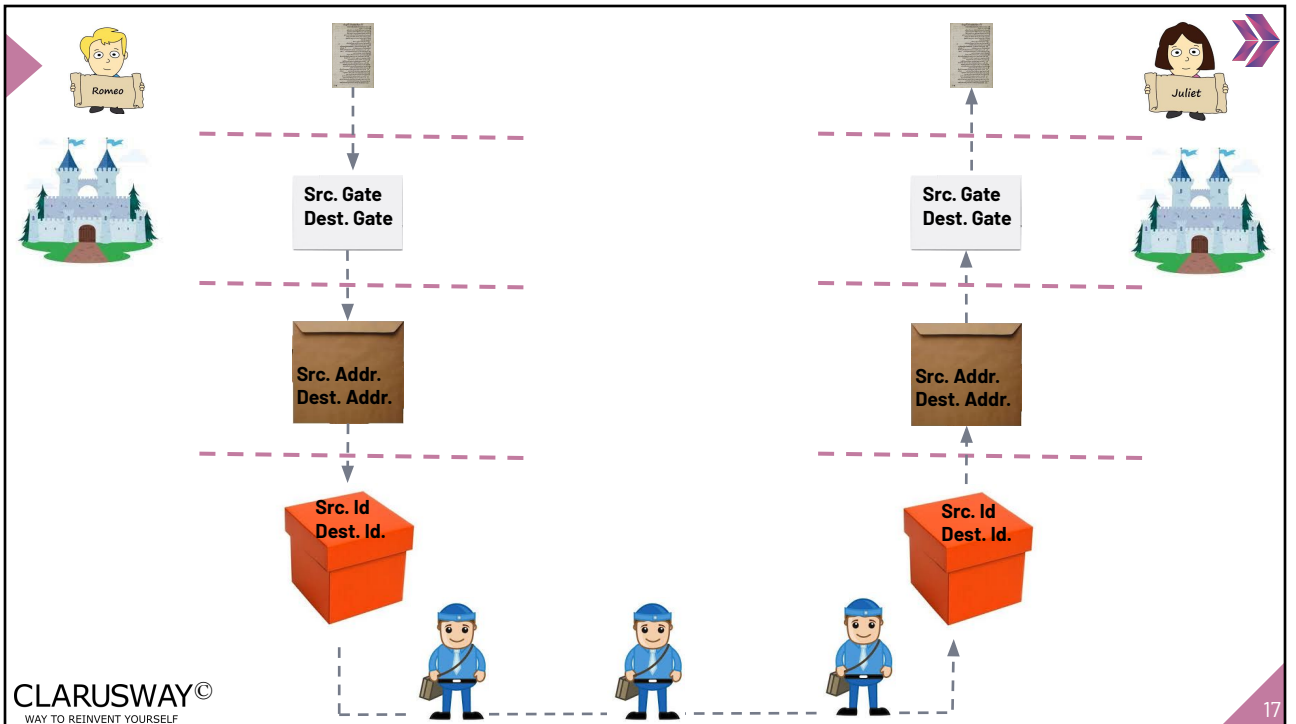 Romeo
Juliet
Src. Gate
Dest. Gate
Src. Gate
Dest. Gate
Src. Addr.
Dest. Addr.
Src. Addr.
Dest. Addr.
Src. Id
Dest. Id.
Src. Id
Dest. Id.
CLARUSWAY©
WAY TO REINVENT YOURSELF
17